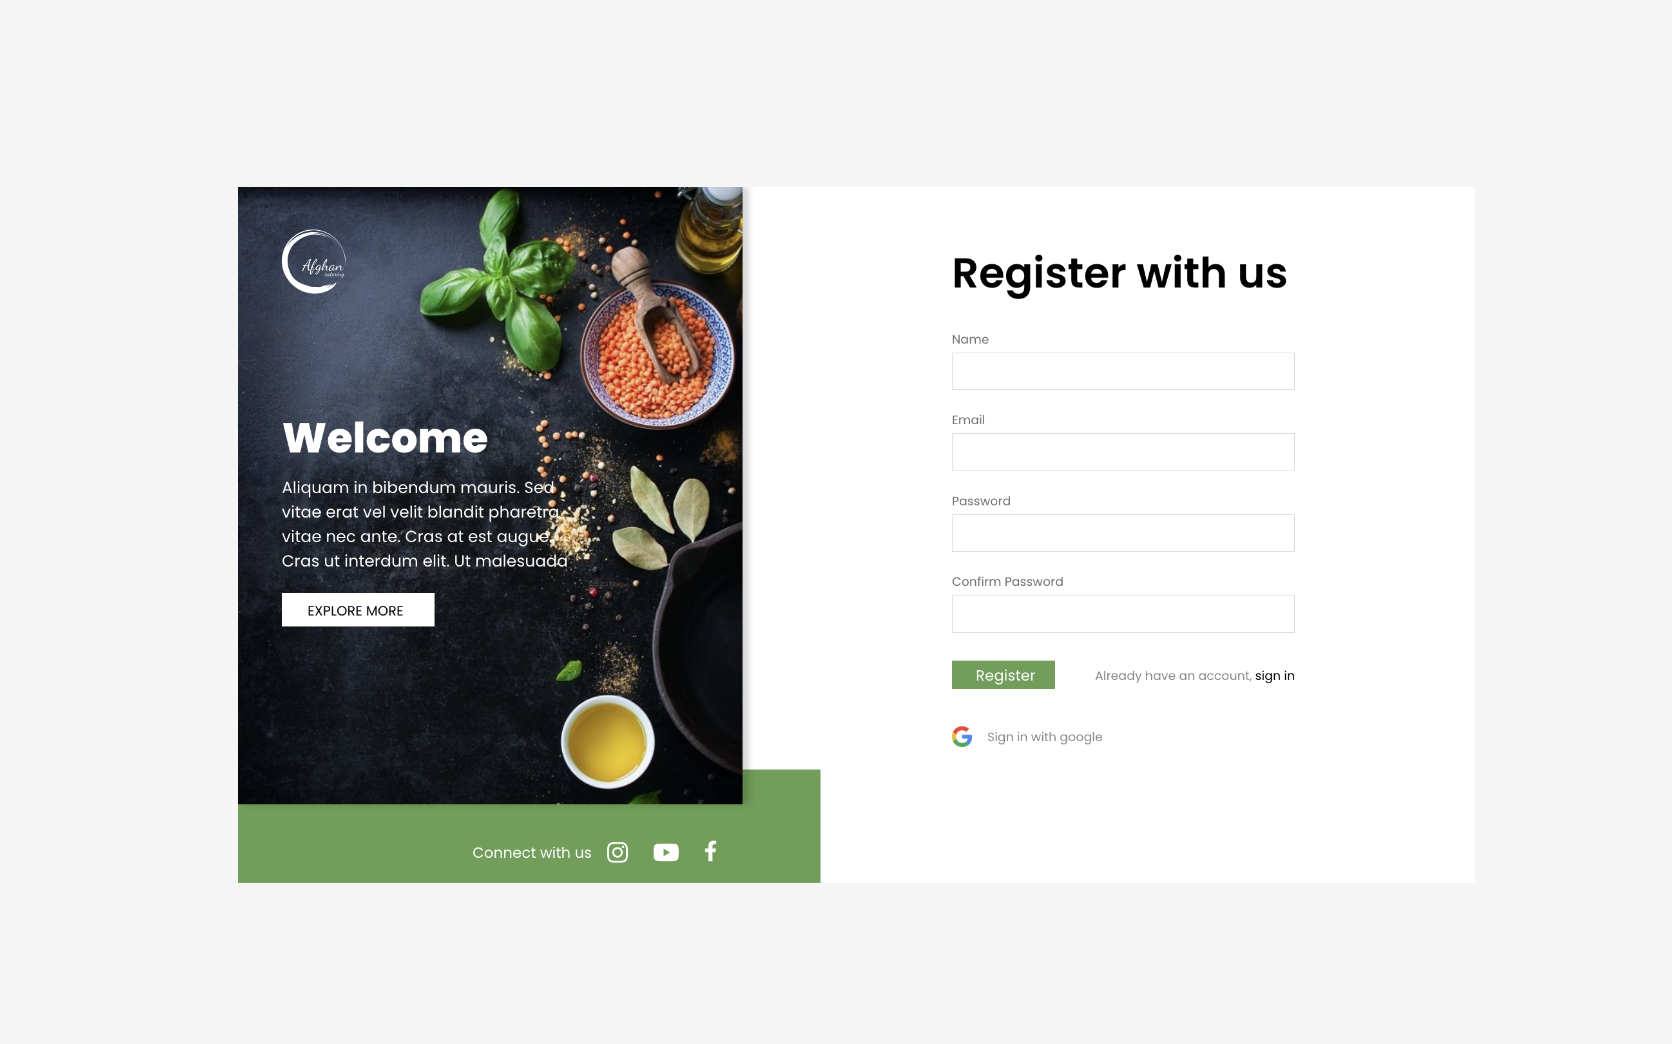 Afghan
catering
Welcome
Aliquam in bibendum mauris. Sed
vitae erat vel velit blandit pharetra
vitae nec ante. Cras at est augue.
Cras ut interdum elit. Ut malesuada
EXPLORE MORE
Connect with us
Register with us
Name
Email
Password
Confirm Password
Register
Already have an account, sign in
Sign in with google